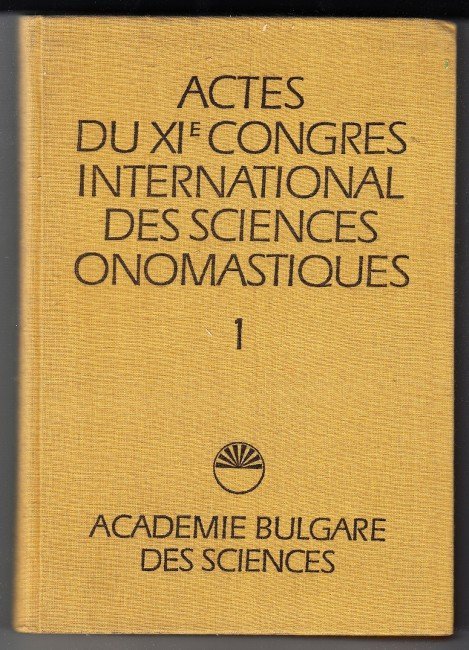 ACTES
DU XIE CONGRES
INTERNATIONAL
DES SCIENCES
ONOMASTIQUES
1
ACADEMIE BULGARE
DES SCIENCES